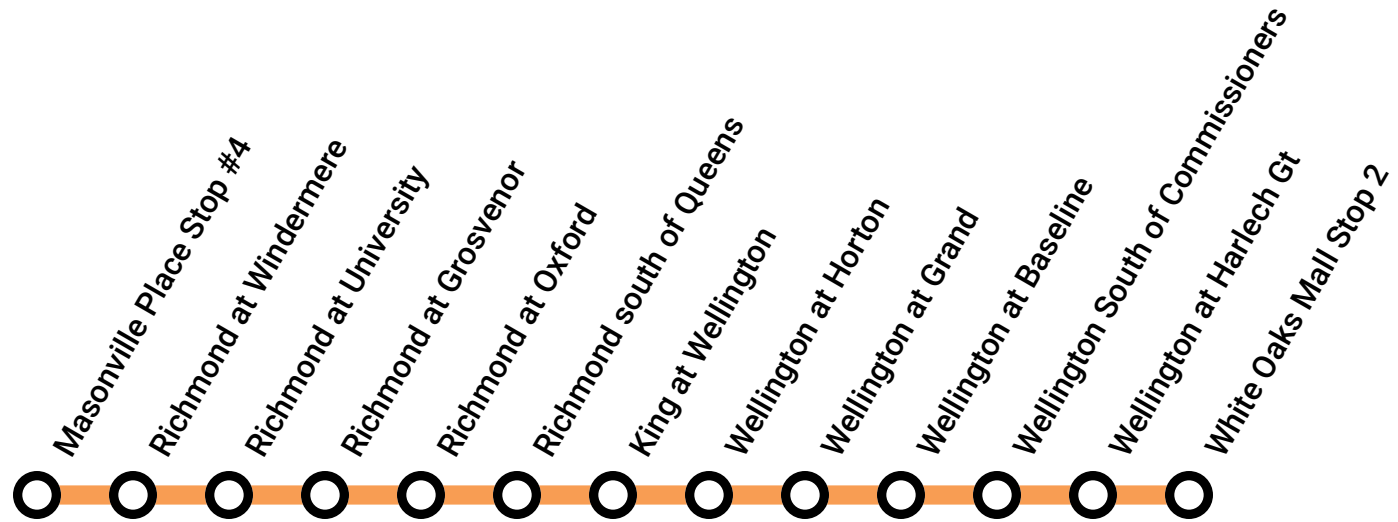 Masonville Place Stop #4
Richmond at Windermere
Richmond at University
Richmond at Grosvenor
Richmond at Oxford
Richmond south of Queens
King at Wellington
Wellington at Horton
Wellington at Grand
Wellington at Baseline
Wellington South of Commissioners
Wellington at Harlech Gt
White Oaks Mall Stop 2